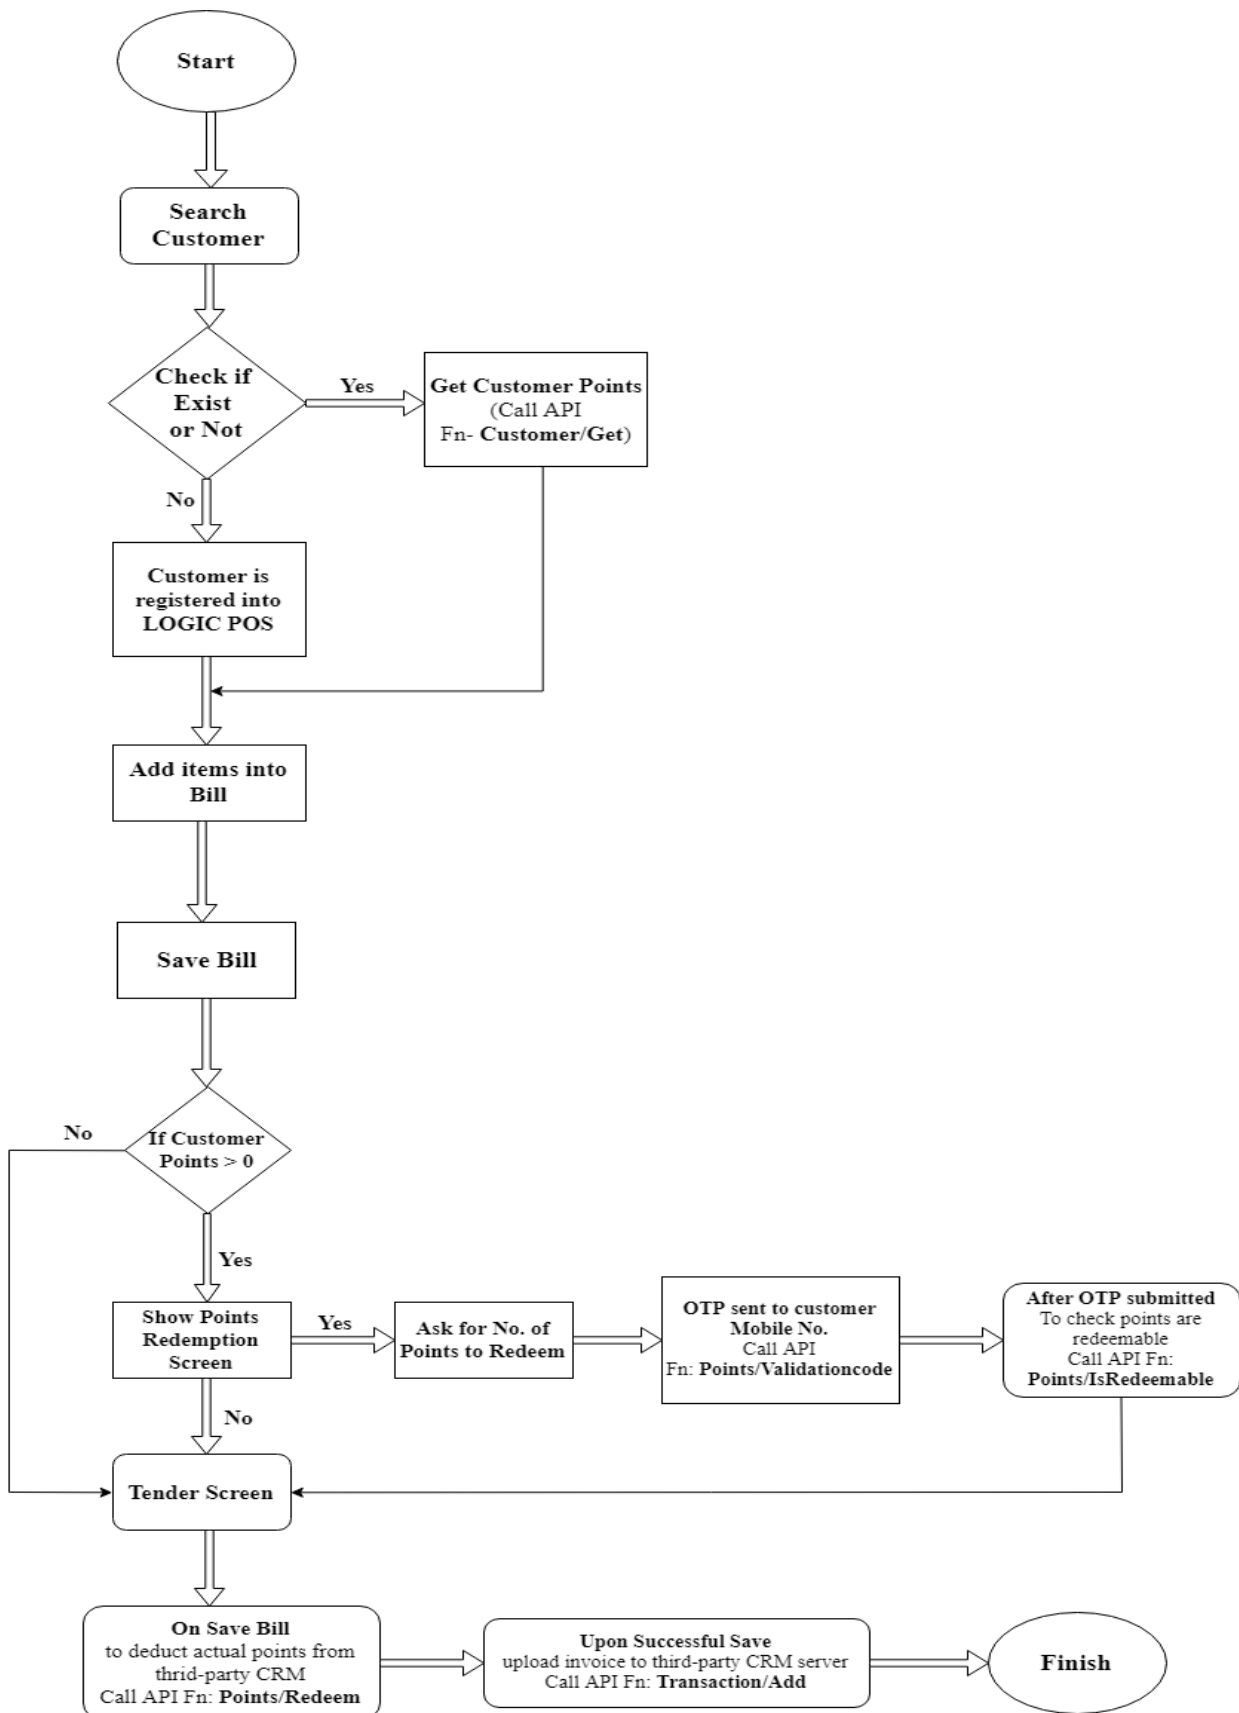 Start
Search
Customer
Check if
Exist
or Not
Yes
Get Customer Points
(Call API
Fn- Customer/Get)
No
Customer is
registered into
LOGIC POS
Add items into
Bill
Save Bill
If Customer
Points > 0
No
Yes
Show Points
Redemption
Screen
Yes
Ask for No. of
Points to Redeem
OTP sent to customer
Mobile No.
Call API
Fn: Points/Validationcode
After OTP submitted
To check points are
redeemable
Call API Fn:
Points/IsRedeemable
No
Tender Screen
On Save Bill
to deduct actual points from
thrid-party CRM
Call API Fn: Points/Redeem
Upon Successful Save
upload invoice to third-party CRM server
Call API Fn: Transaction/Add
Finish